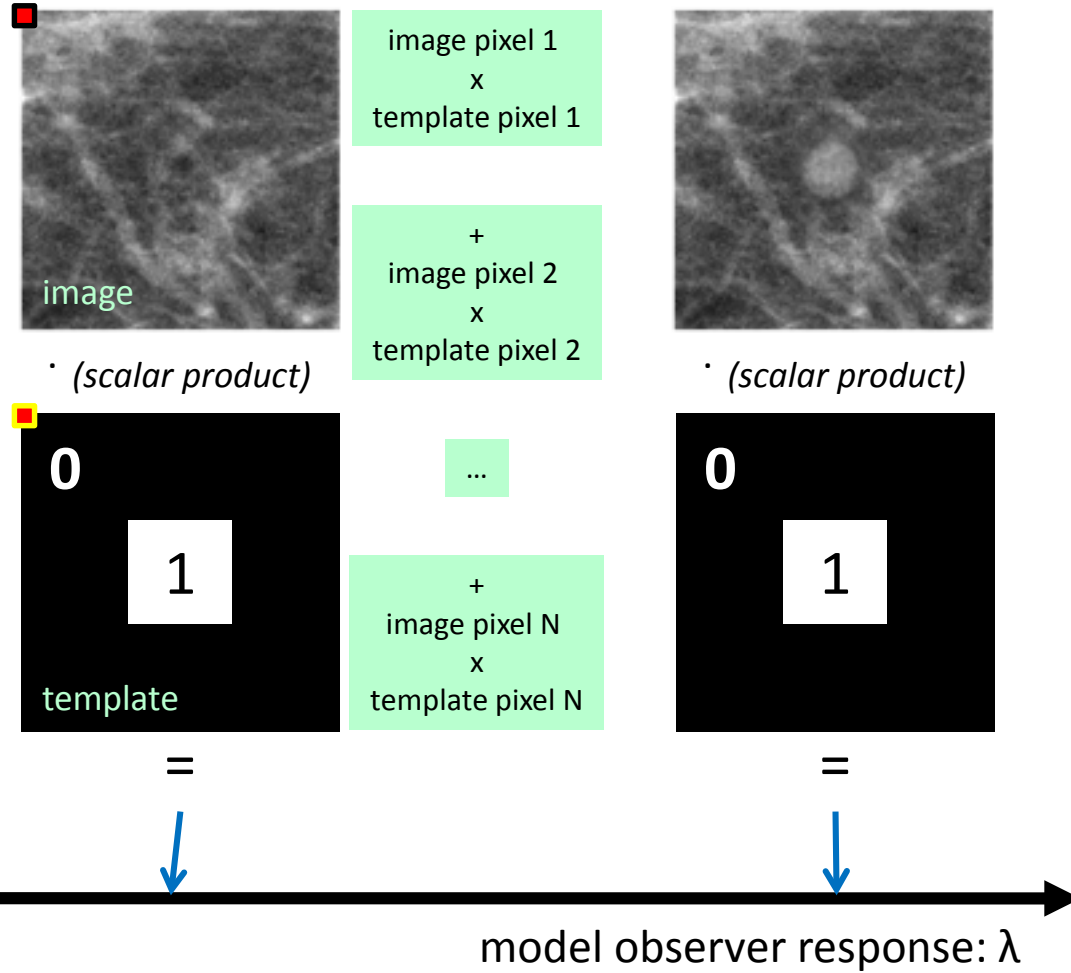 image pixel 1
x
template pixel 1
+
image pixel 2
x
template pixel 2
image
· (scalar product)
· (scalar product)
0
1
template
...
+
image pixel N
x
template pixel N
0
1
=
=
model observer response: λ